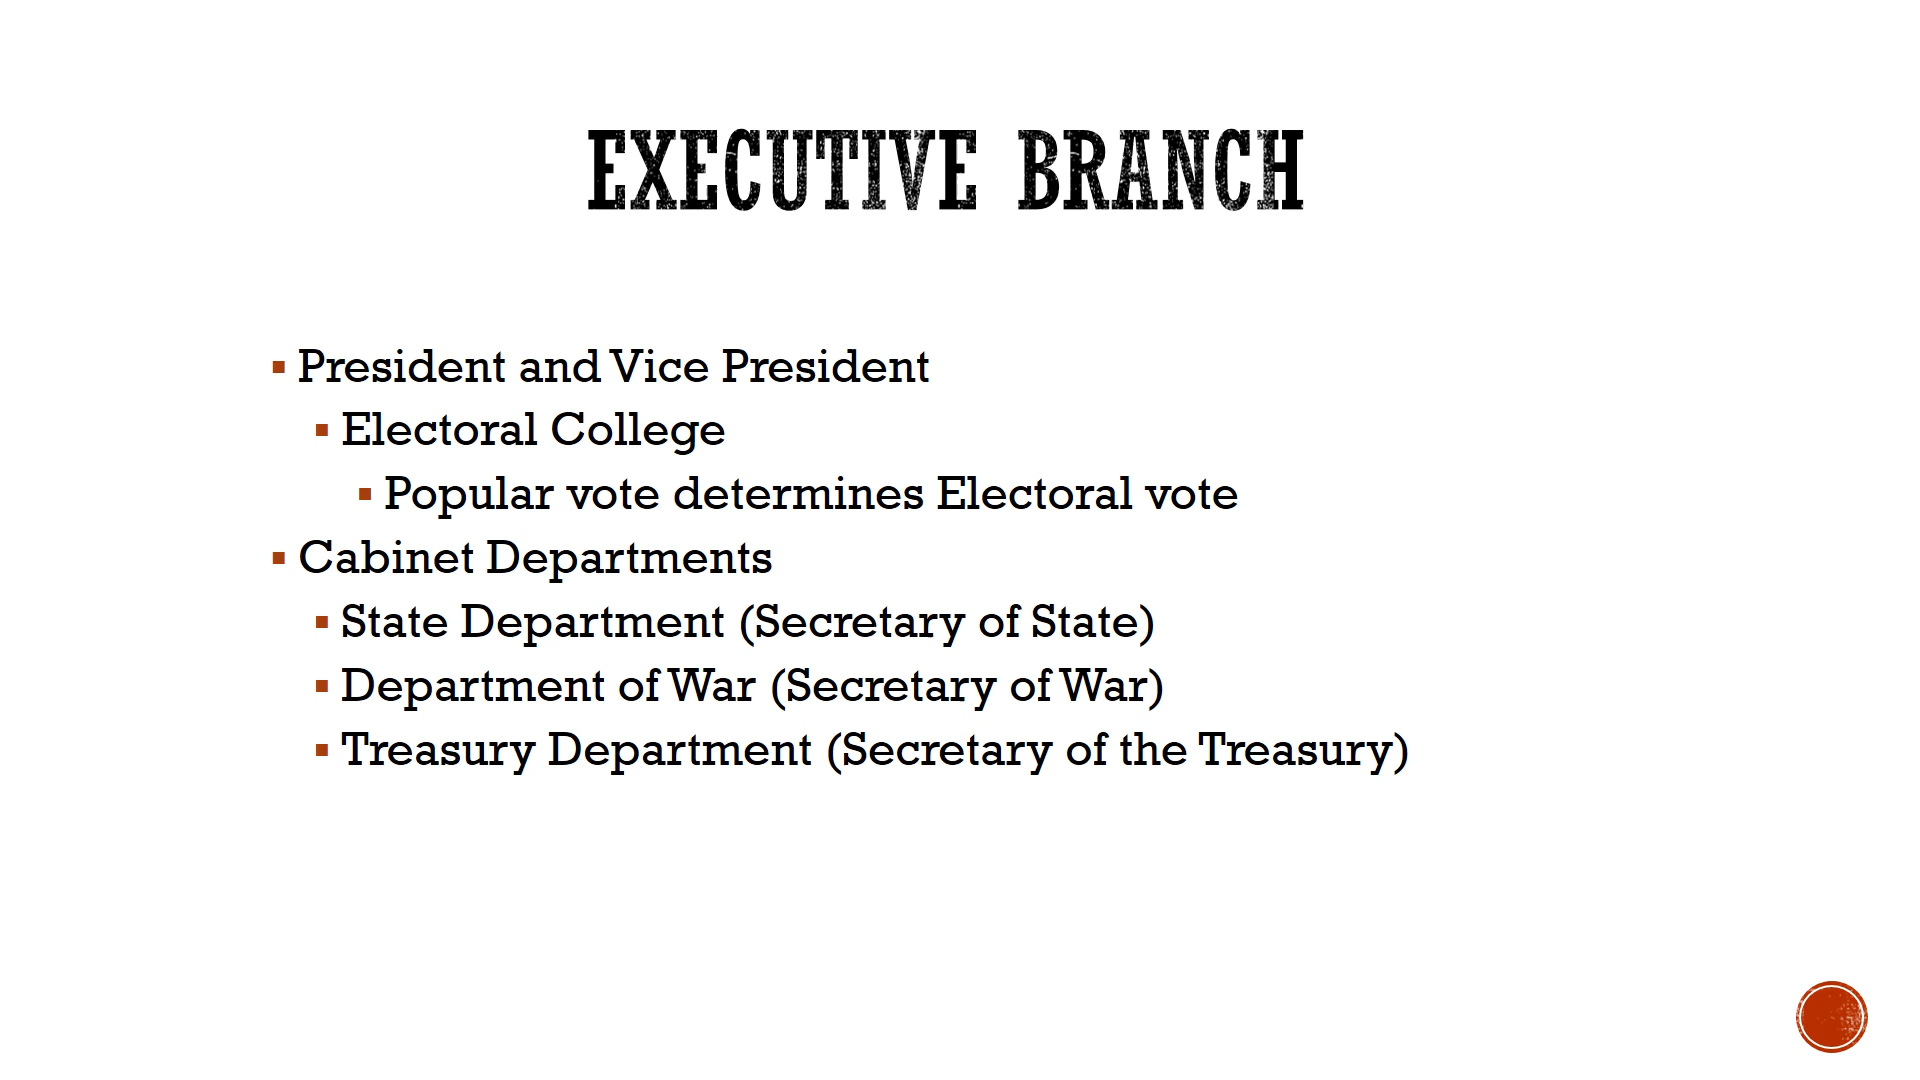 EXECUTIVE BRANCH
President and Vice President
Electoral College
Popular vote determines Electoral vote
Cabinet Departments
State Department (Secretary of State)
Department of War (Secretary of War)
Treasury Department (Secretary of the Treasury)